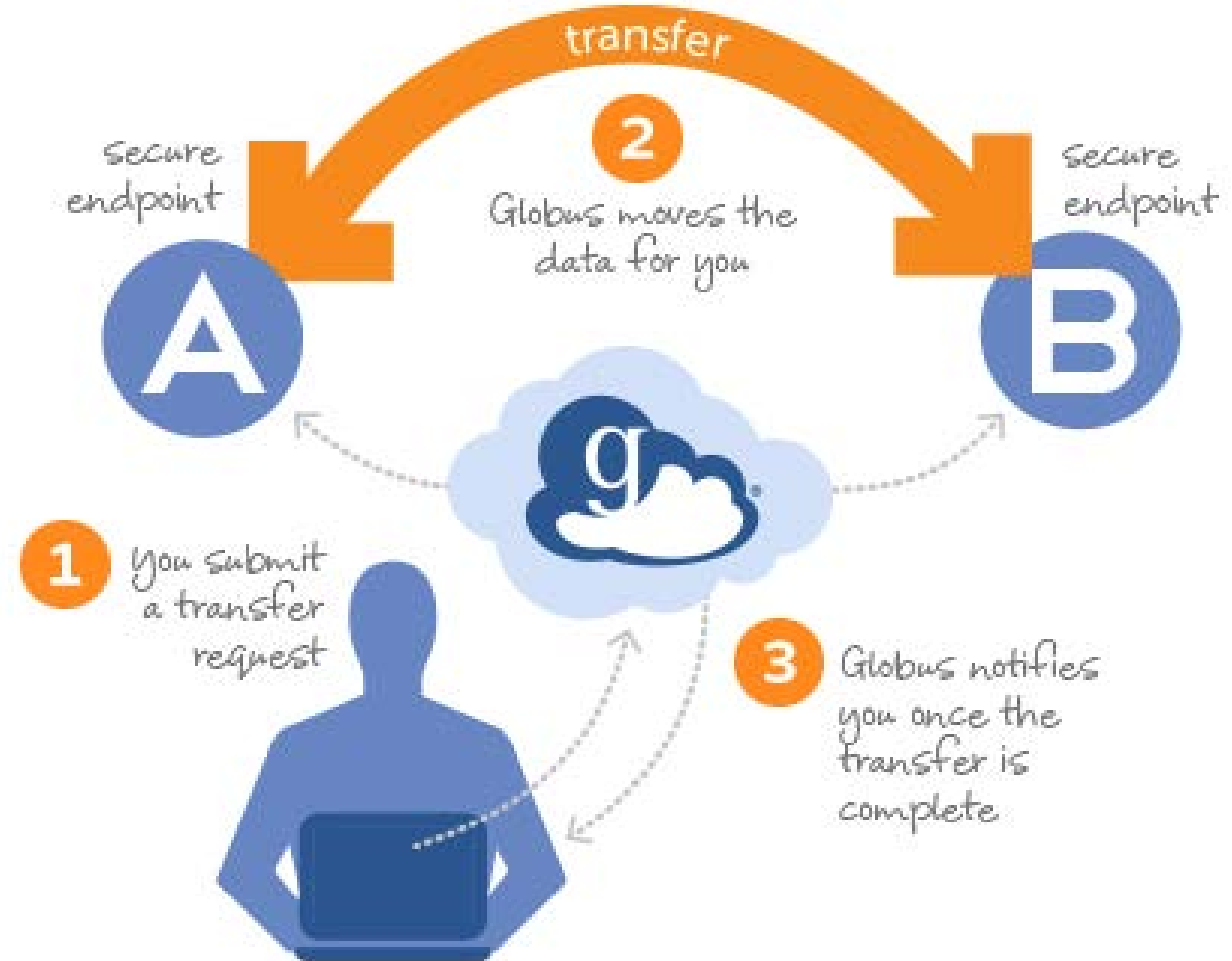 transfer
secure
endpoint
2
secure
endpoint
Globus moves the
data for you
A
B
g
1
you submit
a transfer
request
3
Globus notifies
you once the
transfer is
complete